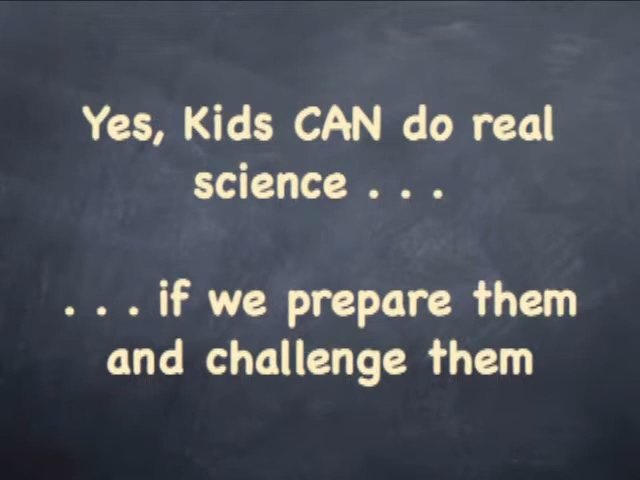 Yes, Kids CAN do real
science . . .
. . . if we prepare them
and challenge them